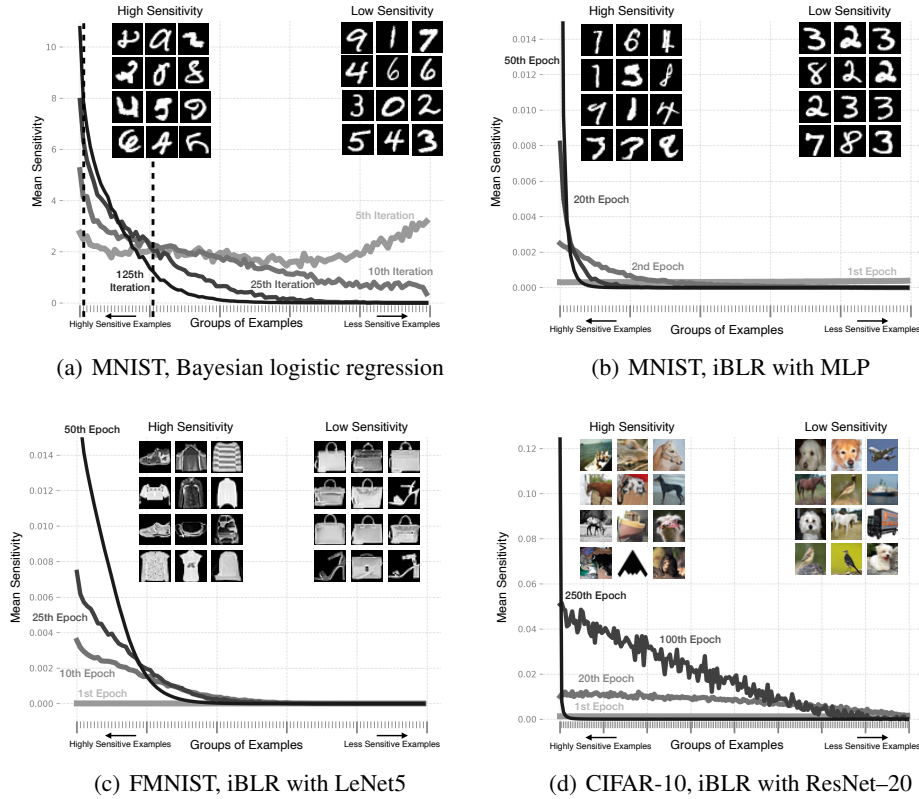 High Sensitivity
Low Sensitivity
10
8
6
4
2
0
Mean Sensitivity
5th Iteration
10th Iteration
25th Iteration
125th
Iteration
Highly Sensitive Examples
Groups of Examples
Less Sensitive Examples
(a) MNIST, Bayesian logistic regression
High Sensitivity
Low Sensitivity
50th Epoch
0.014
0.012
0.010
0.008
0.006
0.004
0.002
0.000
Mean Sensitivity
20th Epoch
2nd Epoch
1st Epoch
Highly Sensitive Examples
Groups of Examples
Less Sensitive Examples
(b) MNIST, iBLR with MLP
50th Epoch
High Sensitivity
Low Sensitivity
0.014
0.012
0.010
0.008
0.006
0.004
0.002
0.000
Mean Sensitivity
25th Epoch
10th Epoch
1st Epoch
Highly Sensitive Examples
Groups of Examples
Less Sensitive Examples
(c) FMNIST, iBLR with LeNet5
High Sensitivity
Low Sensitivity
0.12
0.10
0.08
0.06
0.04
0.02
0.00
Mean Sensitivity
250th Epoch
100th Epoch
20th Epoch
1st Epoch
Highly Sensitive Examples
Groups of Examples
Less Sensitive Examples
(d) CIFAR-10, iBLR with ResNet–20